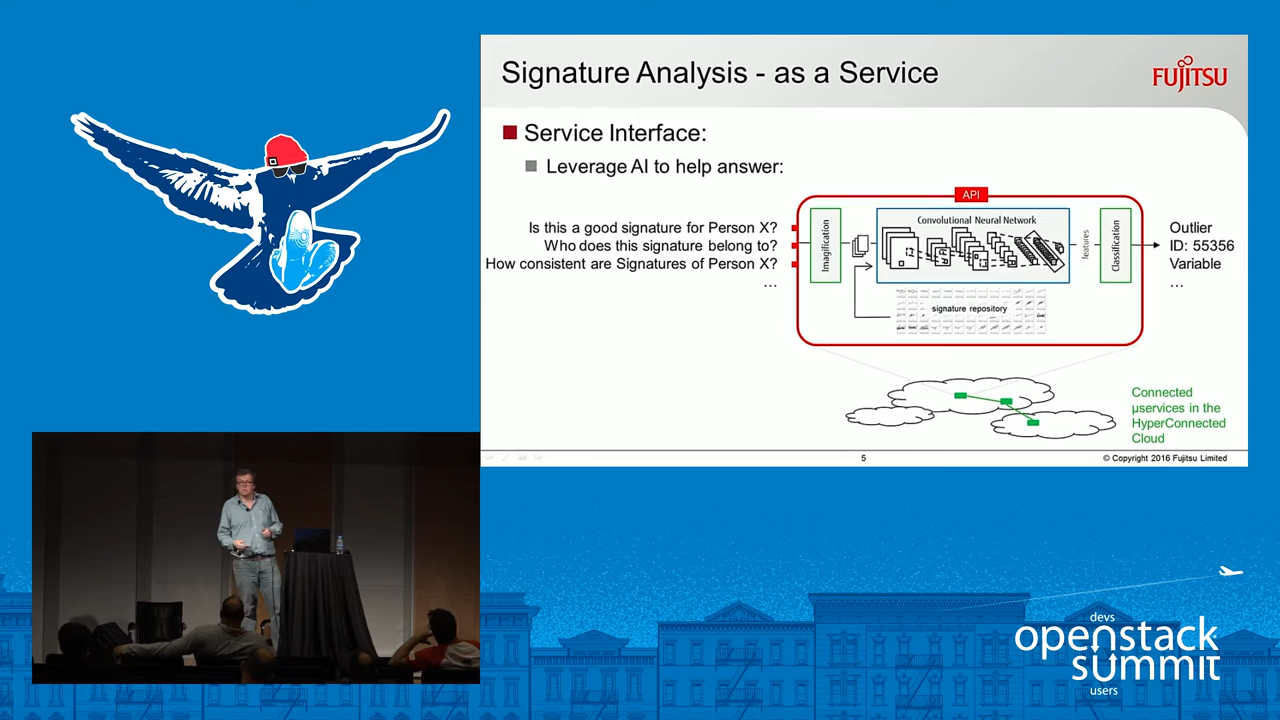 Signature Analysis - as a Service
FUJITSU
Service Interface:
Leverage AI to help answer:
API
Is this a good signature for Person X?
Who does this signature belong to?
How consistent are Signatures of Person X?
...
Imagification
Convolutional Neural Network
features
Classification
signature repository
Outlier
ID: 55356
Variable
...
Connected
µservices in the
HyperConnected
Cloud
5
© Copyright 2016 Fujitsu Limited
devs
openstack
summit
users